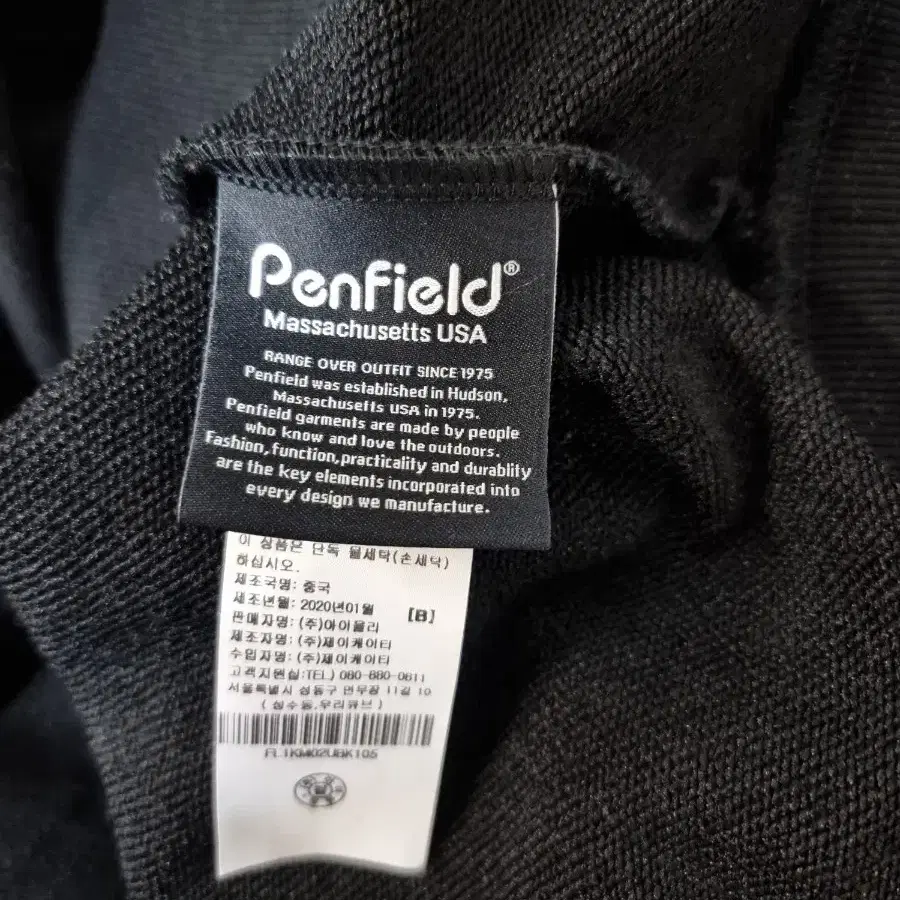 Penfield®
Massachusetts USA
RANGE OVER OUTFIT SINCE 1975
Penfield was established in Hudson,
Massachusetts USA in 1975.
Penfield garments are made by people
who know and love the outdoors.
Fashion, function, practicality and durablity
are the key elements incorporated into
every design we manufacture.
이 상품은 단독 물세탁(손세탁)
하십시오.
제조국명: 중국
제조년월: 2020년01월 [B]
판매자명: (주)아이올리
제조자명: (주)제이케이티
수입자명: (주)제이케이티
고객지원실:TEL) 080-880-0811
서울특별시 성동구 연무장 11길 10
(성수동,우리큐브)
FL1KM02UBK105